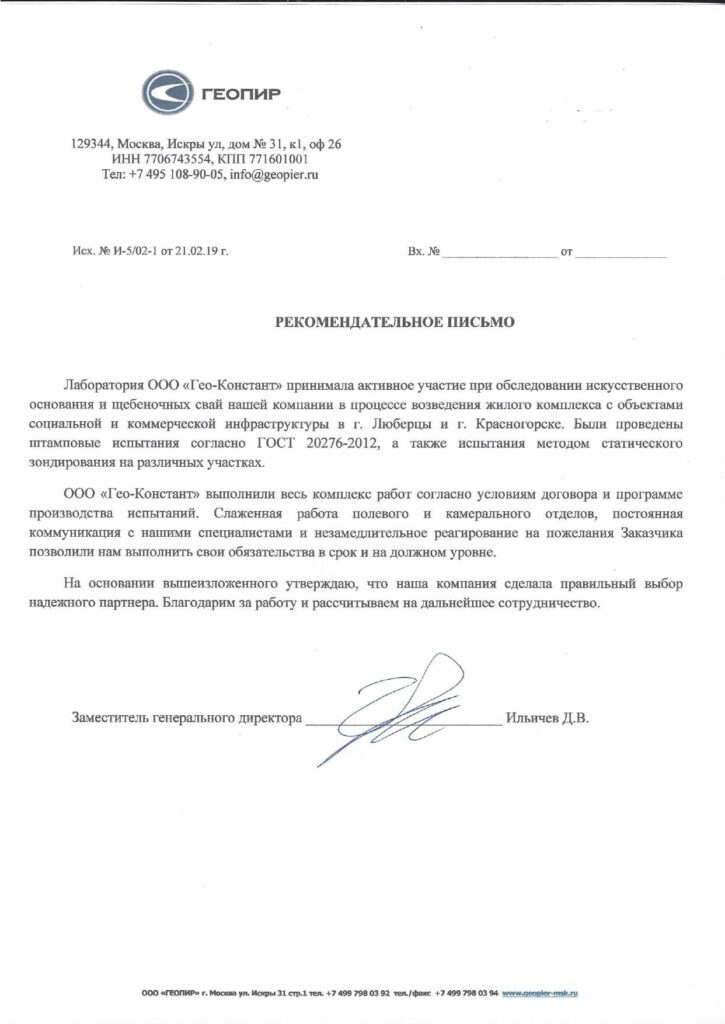 ГЕОПИР
129344, Москва, Искры ул, дом № 31, к1, оф 26
ИНН 7706743554, КПП 771601001
Тел: +7 495 108-90-05, info@geopier.ru
Исх. № И-5/02-1 от 21.02.19 г.
Вх. № __________________ от ______________
РЕКОМЕНДАТЕЛЬНОЕ ПИСЬМО
Лаборатория ООО «Гео-Констант» принимала активное участие при обследовании искусственного
основания и щебеночных свай нашей компании в процессе возведения жилого комплекса с объектами
социальной и коммерческой инфраструктуры в г. Люберцы и г. Красногорске. Были проведены
штамповые испытания согласно ГОСТ 20276-2012, а также испытания методом статического
зондирования на различных участках.
ООО «Гео-Констант» выполнили весь комплекс работ согласно условиям договора и программе
производства испытаний. Слаженная работа полевого и камерального отделов, постоянная
коммуникация с нашими специалистами и незамедлительное реагирование на пожелания Заказчика
позволили нам выполнить свои обязательства в срок и на должном уровне.
На основании вышеизложенного утверждаю, что наша компания сделала правильный выбор
надежного партнера. Благодарим за работу и рассчитываем на дальнейшее сотрудничество.
Заместитель генерального директора ____________________________ Ильичев Д.В.
ООО «ГЕОПИР» г. Москва ул. Искры 31 стр.1 тел. +7 499 798 03 92 тел./факс +7 499 798 03 94 www.geopier-msk.ru